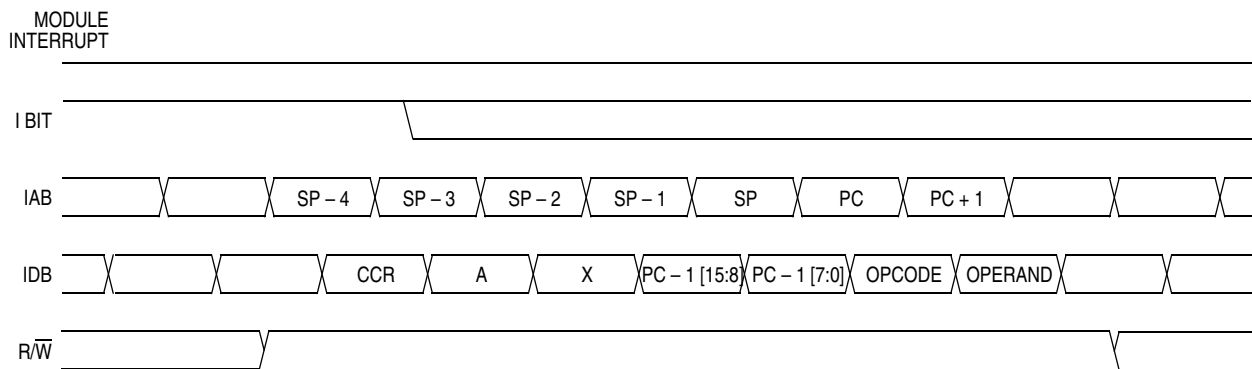 MODULE
INTERRUPT
I BIT
IAB SP – 4 SP – 3 SP – 2 SP – 1 SP PC PC + 1
IDB CCR A X PC – 1 [15:8] PC – 1 [7:0] OPCODE OPERAND
R/W̅